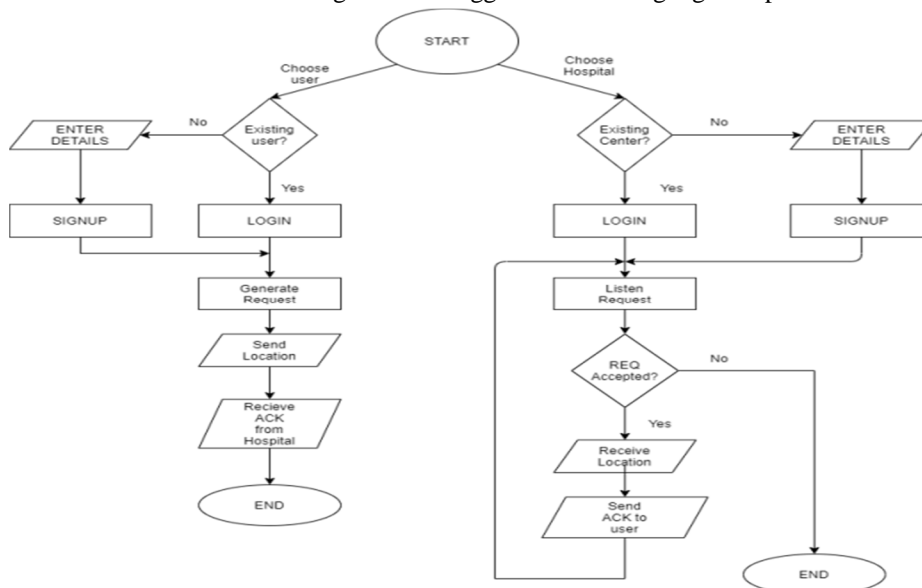 START
Choose
user
Choose
Hospital
ENTER
DETAILS
No
Existing
user?
Existing
Center?
No
ENTER
DETAILS
Yes
Yes
SIGNUP
LOGIN
LOGIN
SIGNUP
Generate
Request
Listen
Request
Send
Location
REQ
Accepted?
No
Recieve
ACK
from
Hospital
Yes
Receive
Location
END
Send
ACK to
user
END